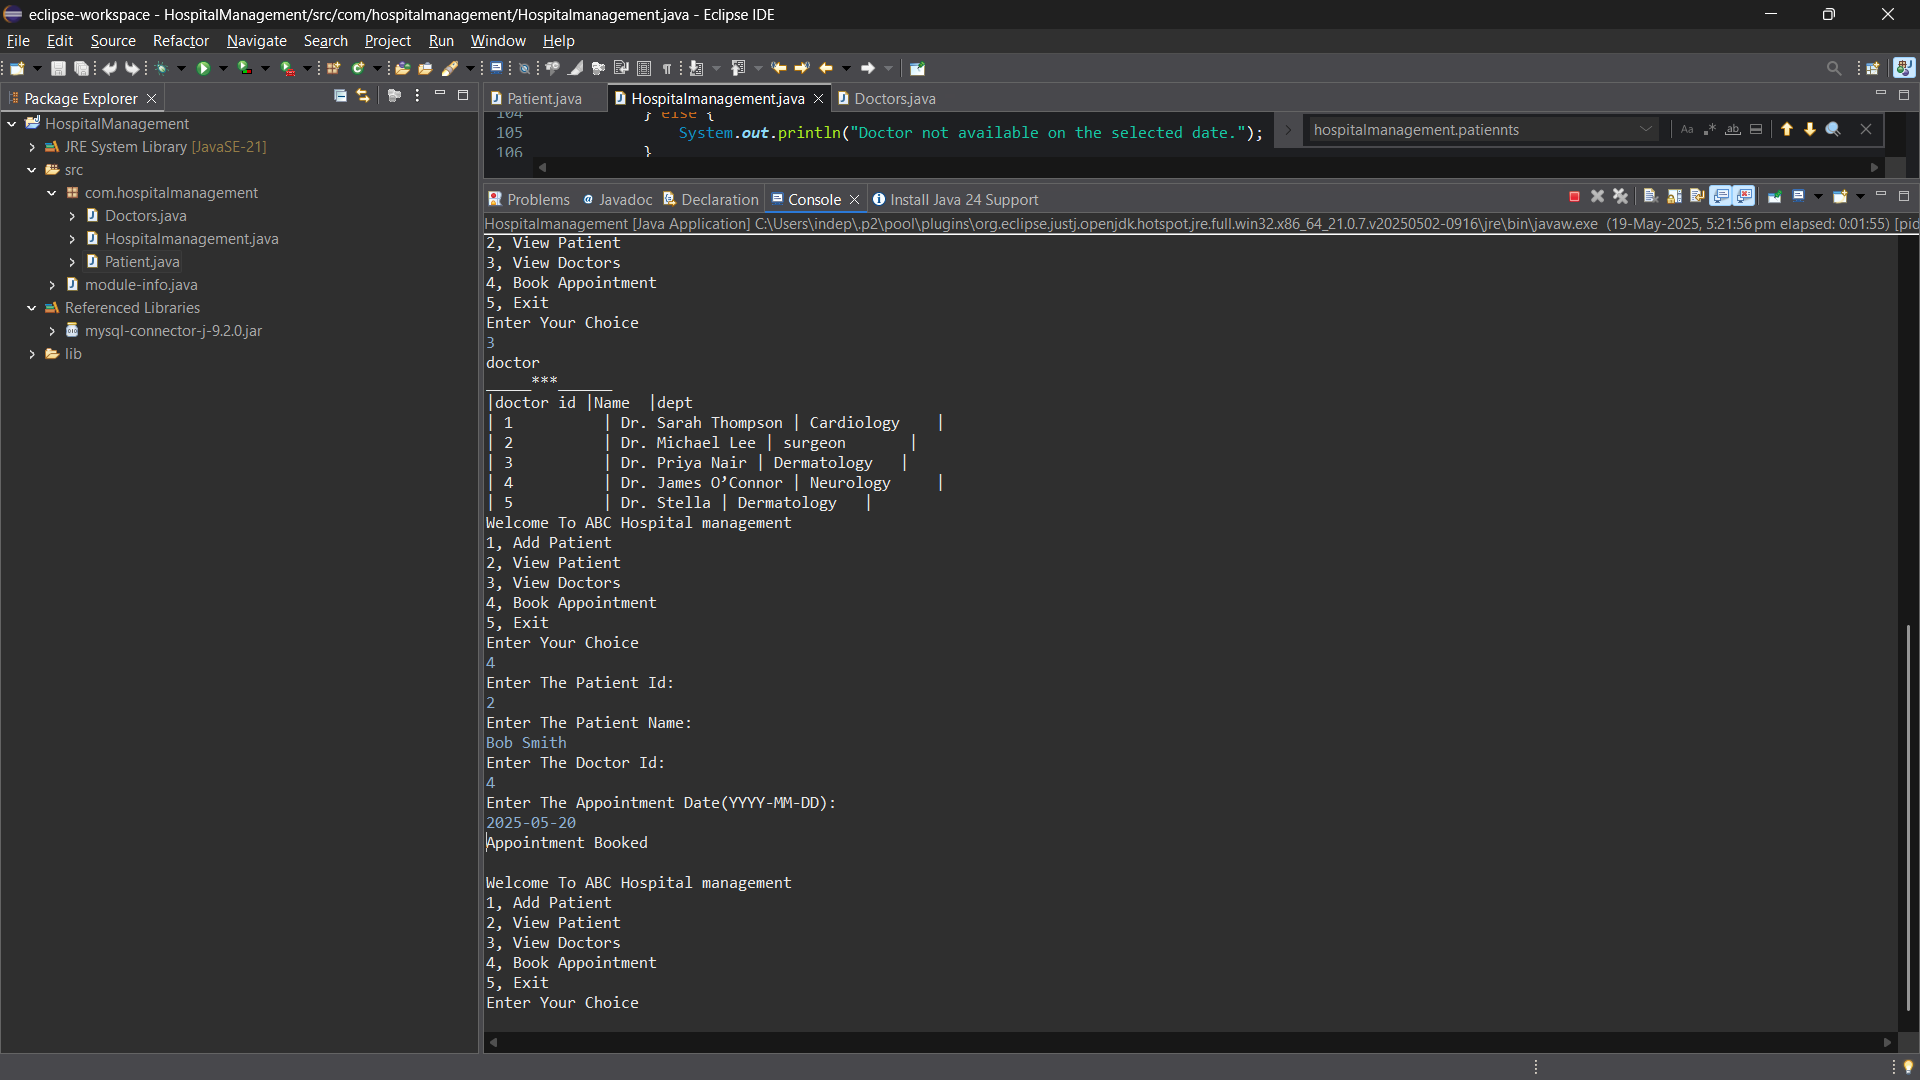 eclipse-workspace - HospitalManagement/src/com/hospitalmanagement/Hospitalmanagement.java - Eclipse IDE
File Edit Source Refactor Navigate Search Project Run Window Help
Package Explorer
HospitalManagement
JRE System Library [JavaSE-21]
src
com.hospitalmanagement
Doctors.java
Hospitalmanagement.java
Patient.java
module-info.java
Referenced Libraries
mysql-connector-j-9.2.0.jar
lib
Patient.java Hospitalmanagement.java Doctors.java
104 } else {
105 System.out.println("Doctor not available on the selected date.");
106 }
hospitalmanagement.patiennts
Problems Javadoc Declaration Console Install Java 24 Support
Hospitalmanagement [Java Application] C:\Users\indep\.p2\pool\plugins\org.eclipse.justj.openjdk.hotspot.jre.full.win32.x86_64_21.0.7.v20250502-0916\jre\bin\javaw.exe (19-May-2025, 5:21:56 pm elapsed: 0:01:55) [pid
2, View Patient
3, View Doctors
4, Book Appointment
5, Exit
Enter Your Choice
3
doctor
_____***______
|doctor id |Name  |dept
| 1          | Dr. Sarah Thompson | Cardiology    |
| 2          | Dr. Michael Lee | surgeon       |
| 3          | Dr. Priya Nair | Dermatology   |
| 4          | Dr. James O’Connor | Neurology     |
| 5          | Dr. Stella | Dermatology   |
Welcome To ABC Hospital management
1, Add Patient
2, View Patient
3, View Doctors
4, Book Appointment
5, Exit
Enter Your Choice
4
Enter The Patient Id:
2
Enter The Patient Name:
Bob Smith
Enter The Doctor Id:
4
Enter The Appointment Date(YYYY-MM-DD):
2025-05-20
Appointment Booked
Welcome To ABC Hospital management
1, Add Patient
2, View Patient
3, View Doctors
4, Book Appointment
5, Exit
Enter Your Choice